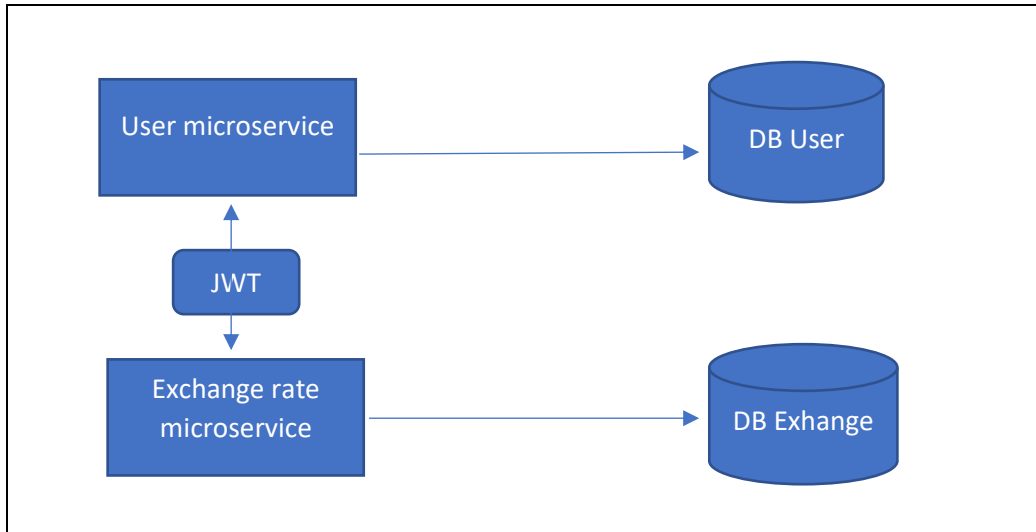 User microservice
DB User
JWT
Exchange rate
microservice
DB Exhange